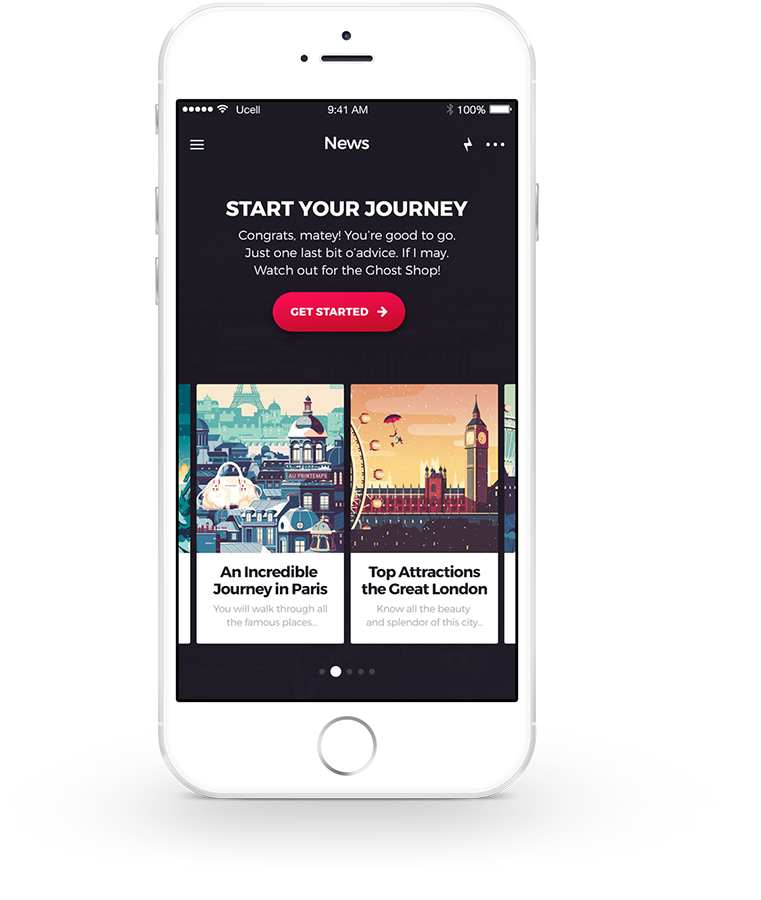 Ucell 9:41 AM 100%
News
START YOUR JOURNEY
Congrats, matey! You’re good to go.
Just one last bit o’advice. If I may.
Watch out for the Ghost Shop!
GET STARTED
AU PRINTEMPS
An Incredible
Journey in Paris
You will walk through all
the famous places...
Top Attractions
the Great London
Know all the beauty
and splendor of this city...